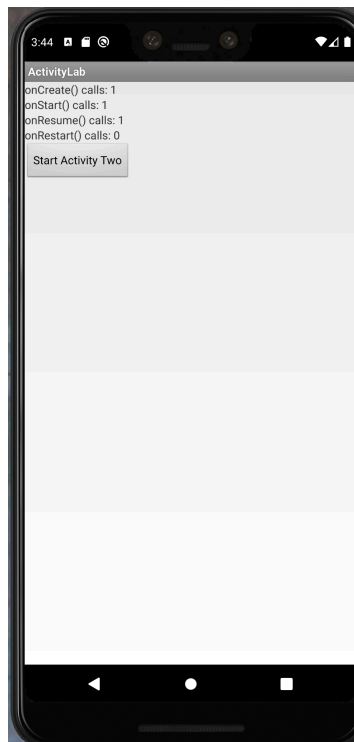 3:44
ActivityLab
onCreate() calls: 1
onStart() calls: 1
onResume() calls: 1
onRestart() calls: 0
Start Activity Two